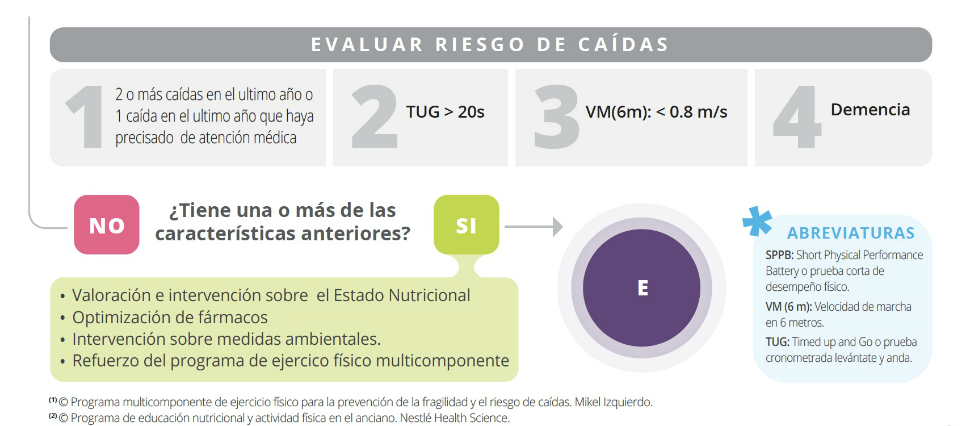 EVALUAR RIESGO DE CAÍDAS
1
2 o más caídas en el ultimo año o
1 caída en el ultimo año que haya
precisado de atención médica
2
TUG > 20s
3
VM(6m): < 0.8 m/s
4
Demencia
NO
¿Tiene una o más de las
características anteriores?
SI
E
• Valoración e intervención sobre el Estado Nutricional
• Optimización de fármacos
• Intervención sobre medidas ambientales.
• Refuerzo del programa de ejercico físico multicomponente
* ABREVIATURAS
SPPB: Short Physical Performance
Battery o prueba corta de
desempeño físico.
VM (6 m): Velocidad de marcha
en 6 metros.
TUG: Timed up and Go o prueba
cronometrada levántate y anda.
(1) © Programa multicomponente de ejercicio físico para la prevención de la fragilidad y el riesgo de caídas. Mikel Izquierdo.
(2) © Programa de educación nutricional y actividad física en el anciano. Nestlé Health Science.